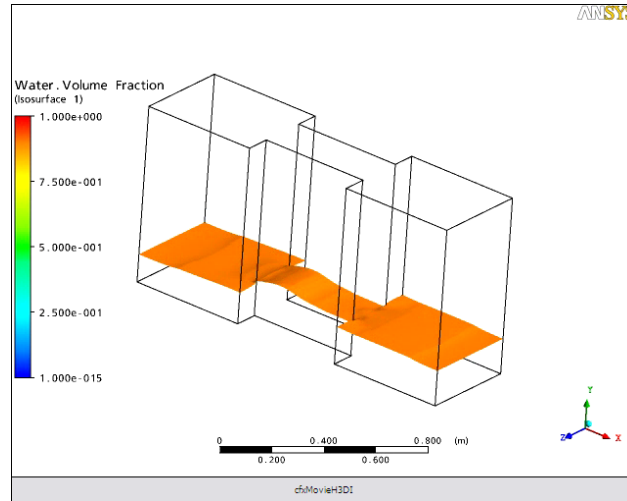 ANSYS
Water.Volume Fraction
(Isosurface 1)
1.000e+000
7.500e-001
5.000e-001
2.500e-001
1.000e-015
Y
Z
X
0 0.400 0.800 (m)
0.200 0.600
cfxMovieH3DI